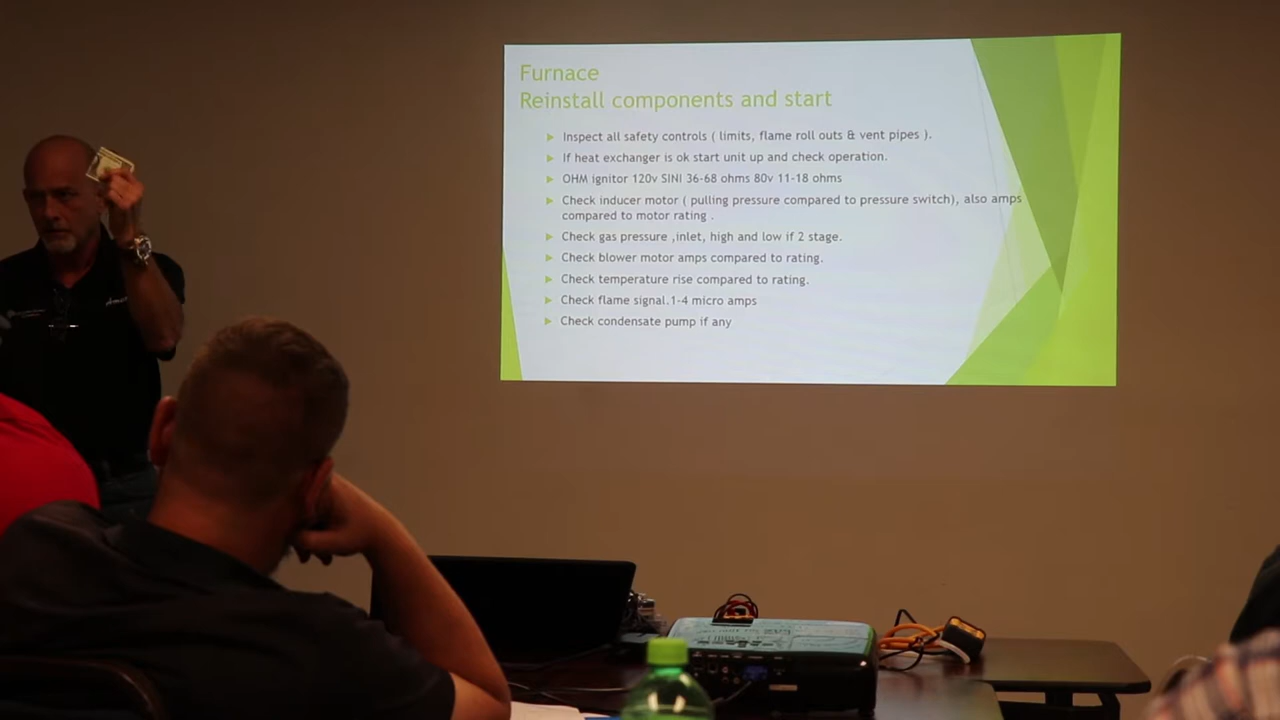 Furnace
Reinstall components and start
Inspect all safety controls ( limits, flame roll outs & vent pipes ).
If heat exchanger is ok start unit up and check operation.
OHM ignitor 120v SINI 36-68 ohms 80v 11-18 ohms
Check inducer motor ( pulling pressure compared to pressure switch), also amps
compared to motor rating .
Check gas pressure ,inlet, high and low if 2 stage.
Check blower motor amps compared to rating.
Check temperature rise compared to rating.
Check flame signal.1-4 micro amps
Check condensate pump if any